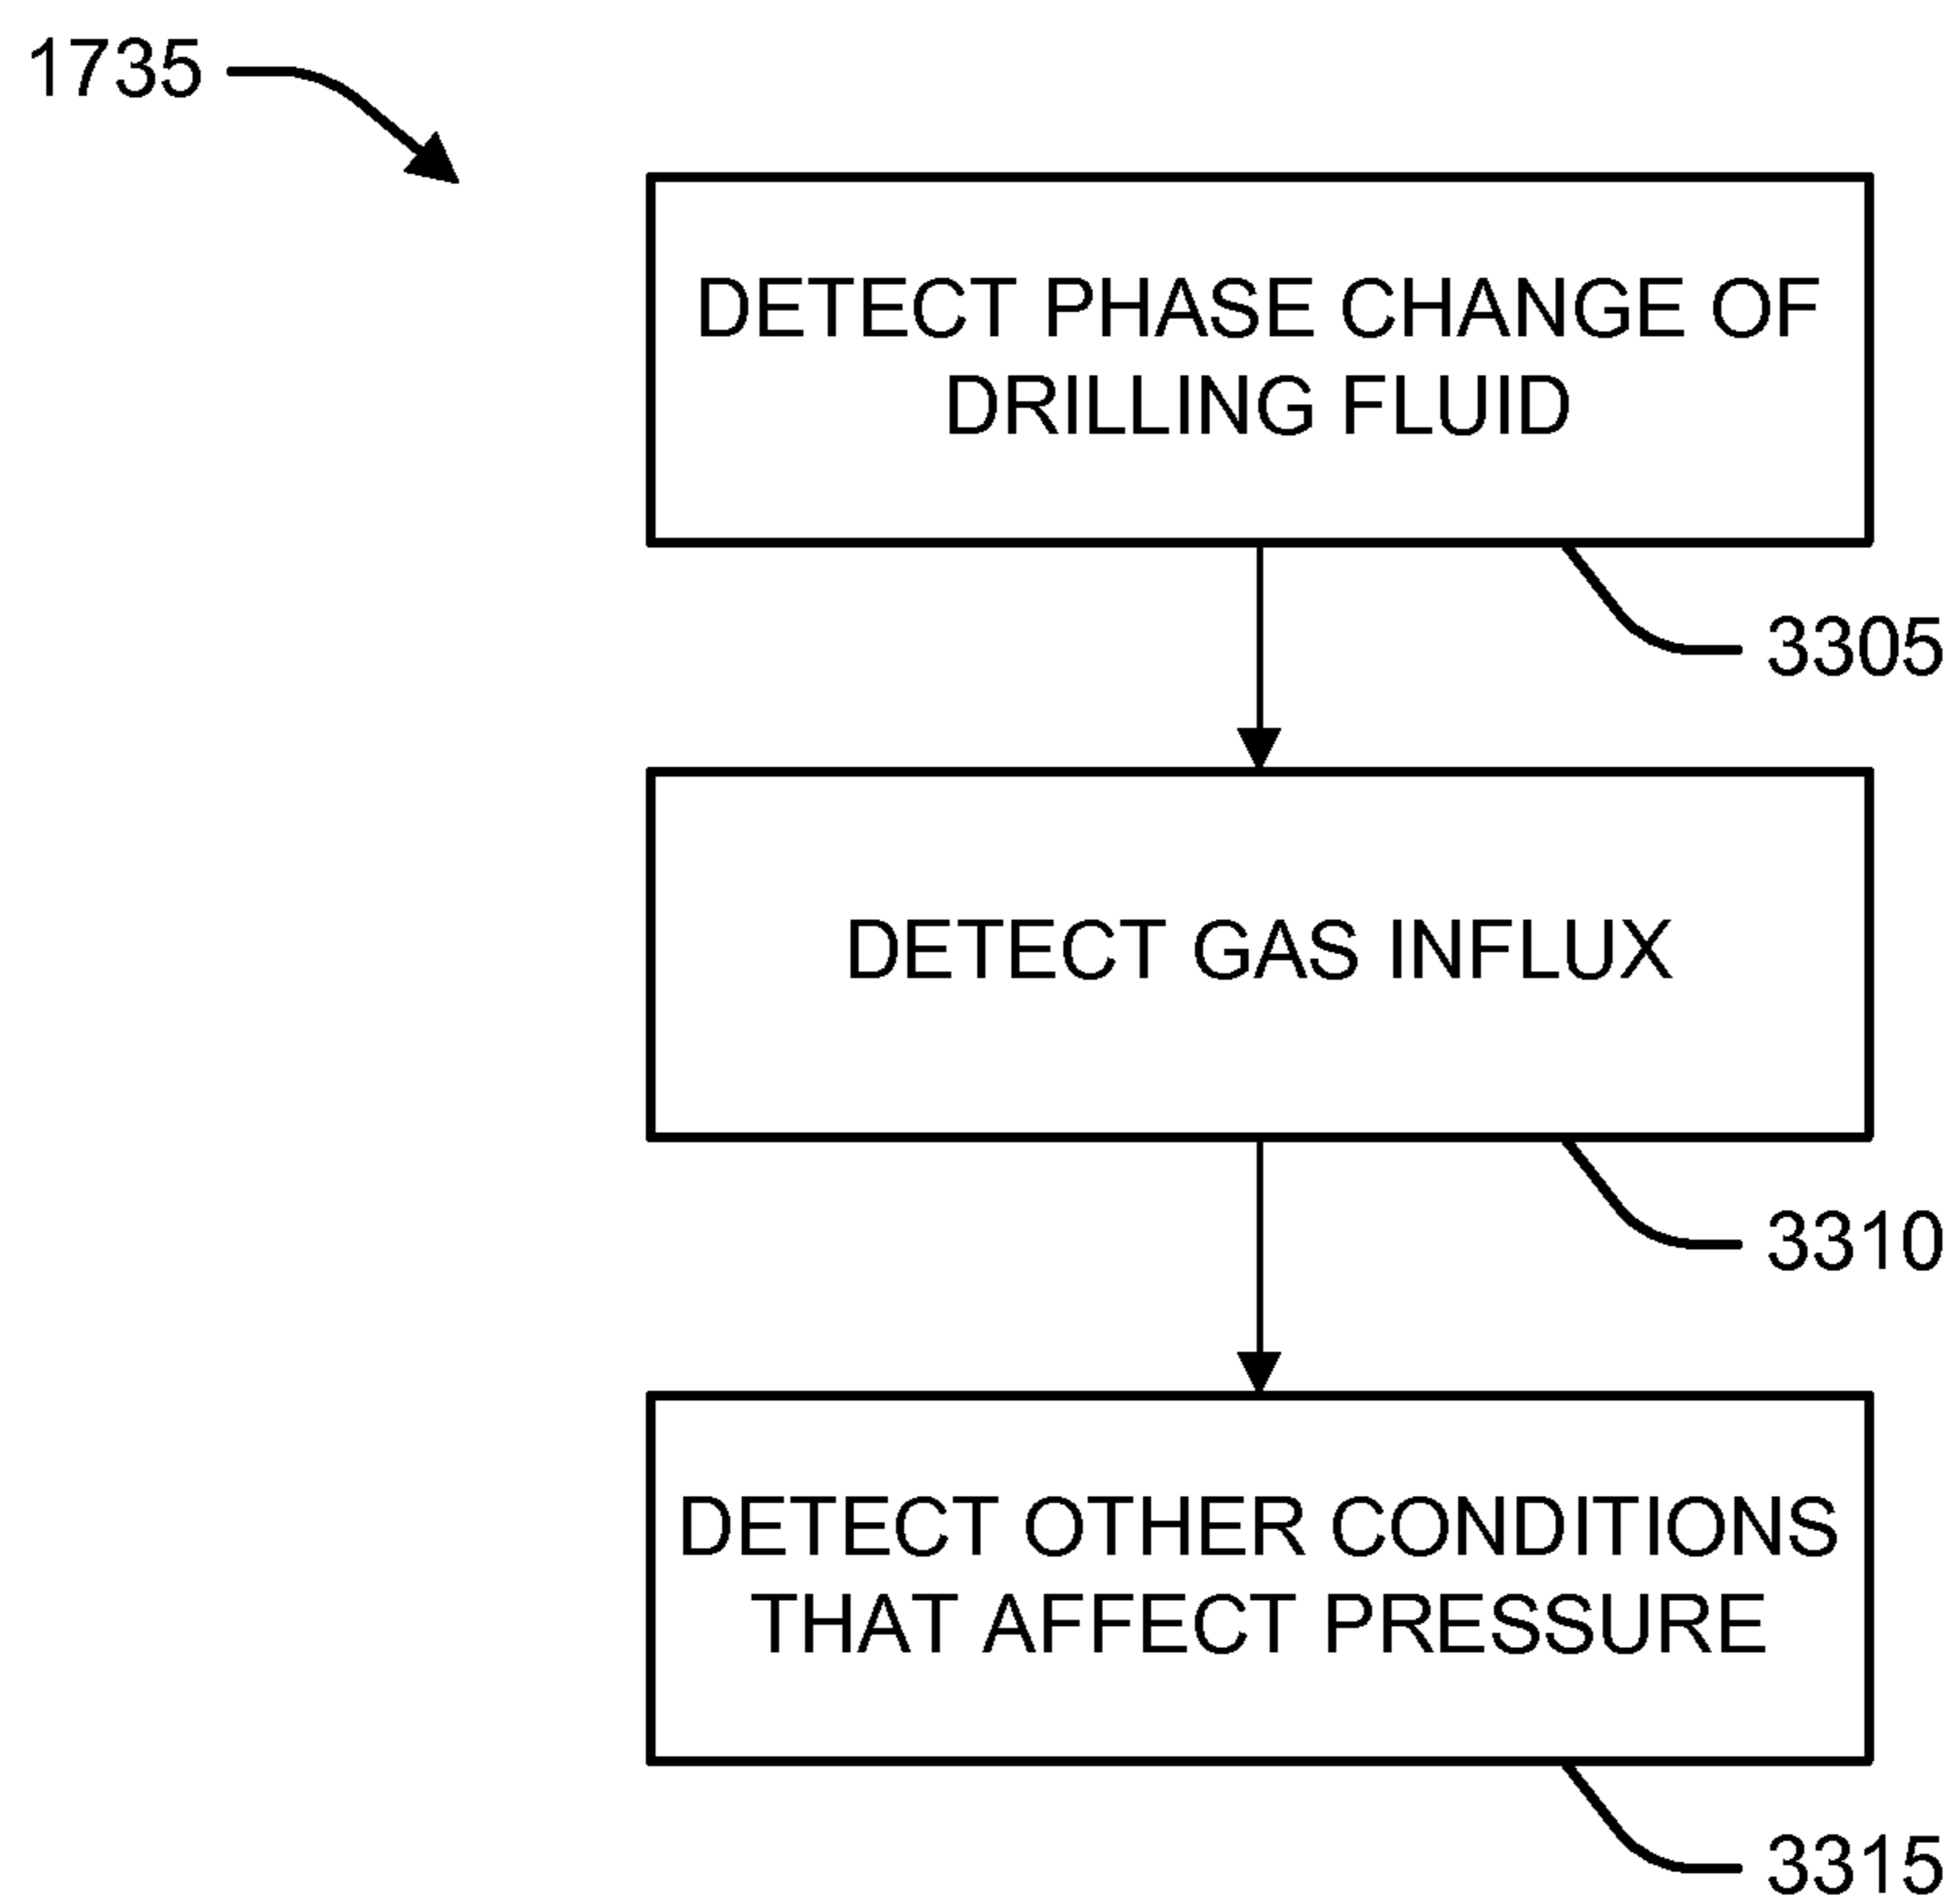 1735
DETECT PHASE CHANGE OF
DRILLING FLUID
3305
DETECT GAS INFLUX
3310
DETECT OTHER CONDITIONS
THAT AFFECT PRESSURE
3315